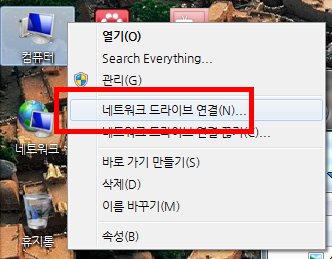 컴퓨터
열기(O)
Search Everything...
관리(G)
네트워크 드라이브 연결(N)...
네트워크 드라이브 연결 끊기(C)...
네트워크
바로 가기 만들기(S)
삭제(D)
이름 바꾸기(M)
휴지통
속성(B)